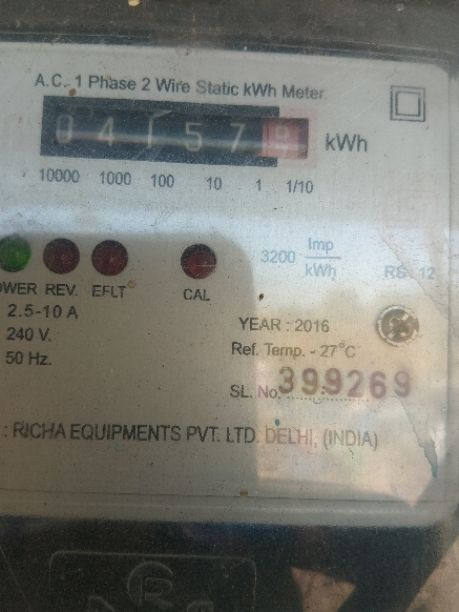 A.C. 1 Phase 2 Wire Static kWh Meter
041578 kWh
10000 1000 100 10 1 1/10
3200 Imp/kWh
REV. EFLT CAL
2.5-10 A
240 V.
50 Hz.
YEAR : 2016
Ref. Temp. - 27°C
SL. No. 399269
: RICHA EQUIPMENTS PVT. LTD. DELHI, (INDIA)